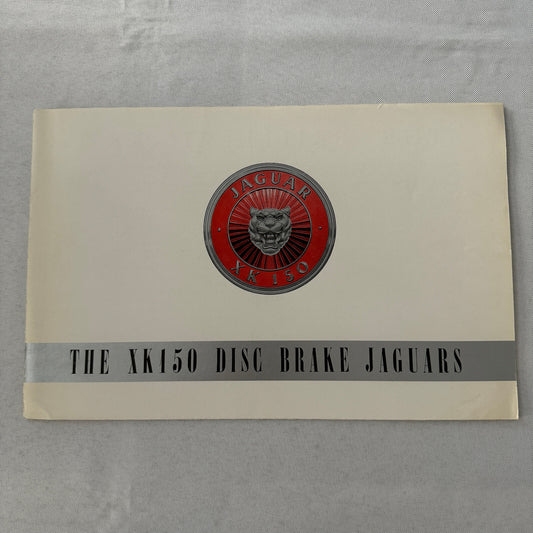 JAGUAR
XK 150
THE XK150 DISC BRAKE JAGUARS